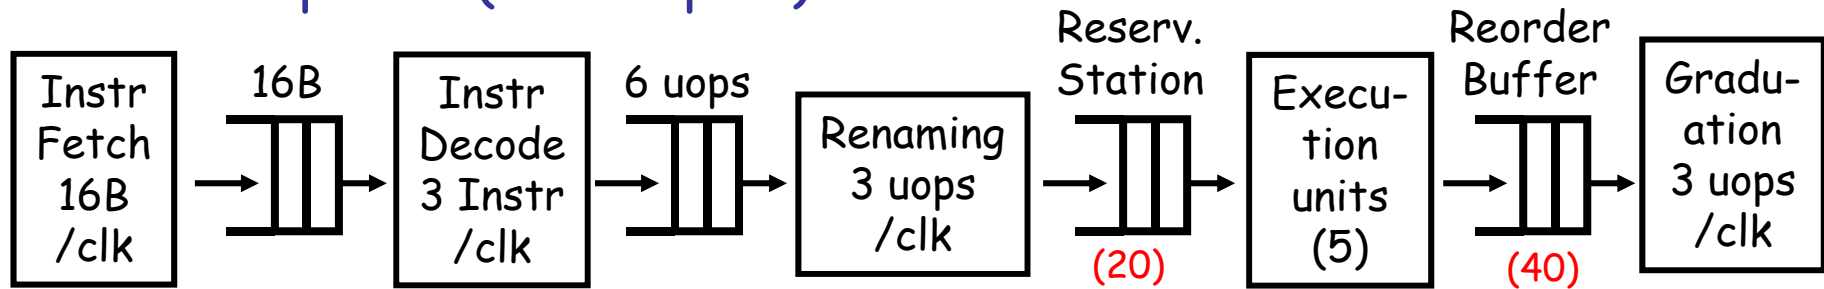 Instr
Fetch
16B
/clk
16B
Instr
Decode
3 Instr
/clk
6 uops
Renaming
3 uops
/clk
Reserv.
Station
(20)
Execu-
tion
units
(5)
Reorder
Buffer
(40)
Gradu-
ation
3 uops
/clk